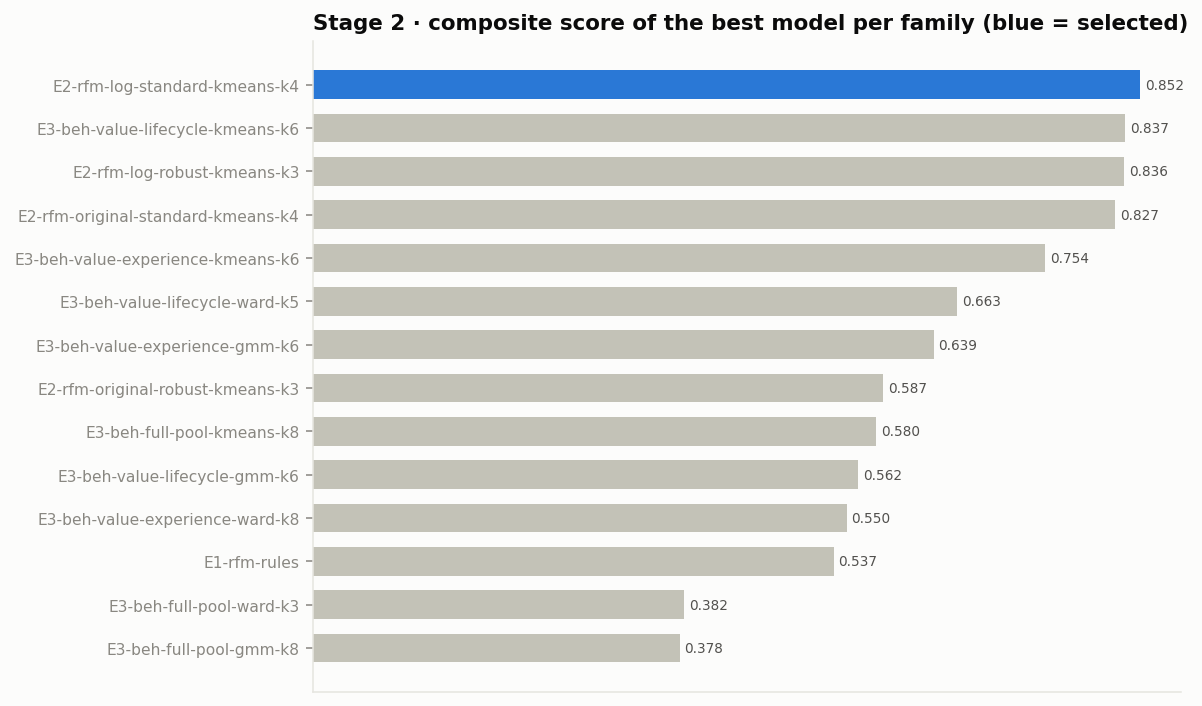 Stage 2 · composite score of the best model per family (blue = selected)
E2-rfm-log-standard-kmeans-k4 0.852
E3-beh-value-lifecycle-kmeans-k6 0.837
E2-rfm-log-robust-kmeans-k3 0.836
E2-rfm-original-standard-kmeans-k4 0.827
E3-beh-value-experience-kmeans-k6 0.754
E3-beh-value-lifecycle-ward-k5 0.663
E3-beh-value-experience-gmm-k6 0.639
E2-rfm-original-robust-kmeans-k3 0.587
E3-beh-full-pool-kmeans-k8 0.580
E3-beh-value-lifecycle-gmm-k6 0.562
E3-beh-value-experience-ward-k8 0.550
E1-rfm-rules 0.537
E3-beh-full-pool-ward-k3 0.382
E3-beh-full-pool-gmm-k8 0.378